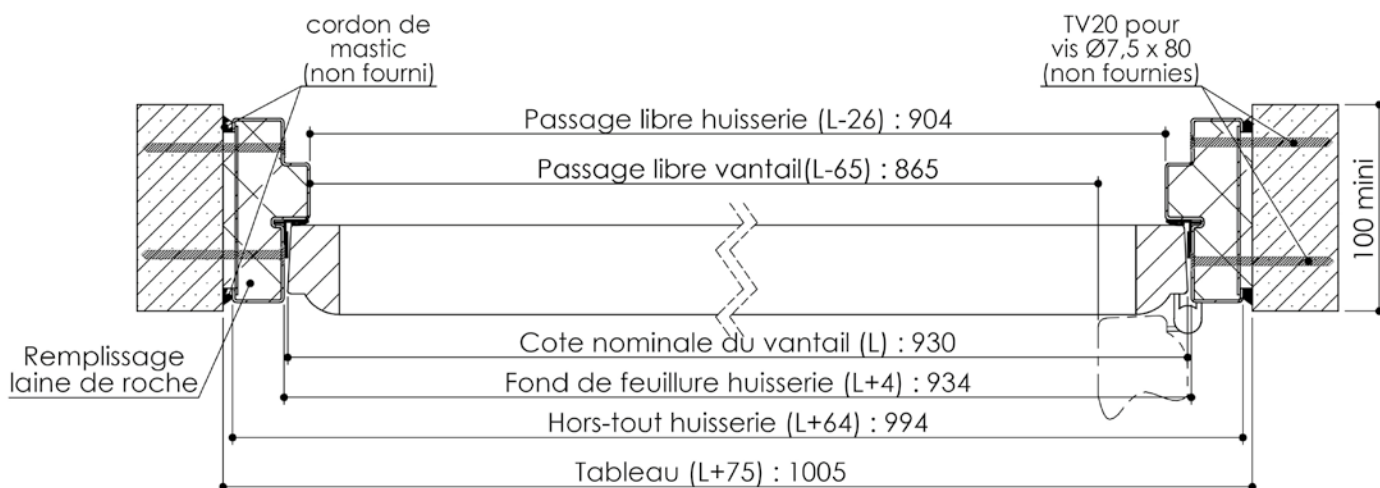 cordon de
mastic
(non fourni)
TV20 pour
vis Ø7,5 x 80
(non fournies)
Passage libre huisserie (L-26) : 904
Passage libre vantail(L-65) : 865
100 mini
Cote nominale du vantail (L) : 930
Remplissage
laine de roche
Fond de feuillure huisserie (L+4) : 934
Hors-tout huisserie (L+64) : 994
Tableau (L+75) : 1005